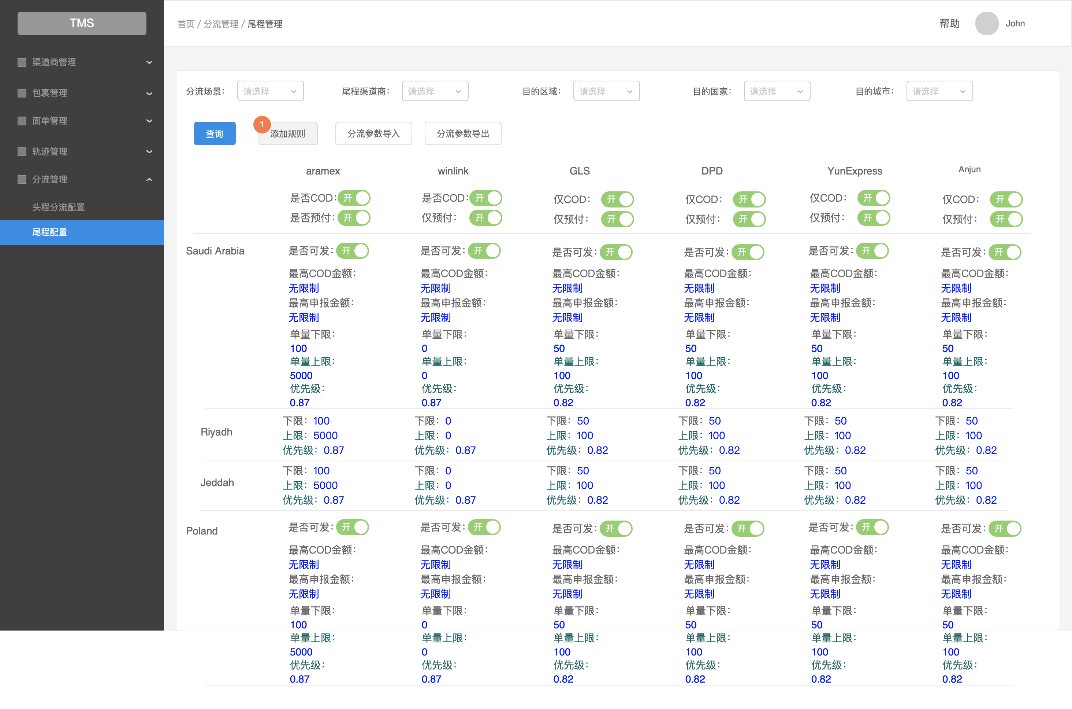 TMS
首页 / 分流管理 / 尾程管理
帮助
John
渠道商管理
包裹管理
面单管理
轨迹管理
分流管理
头程分流配置
尾程配置
分流场景： 请选择 尾程渠道商： 请选择 目的区域： 请选择 目的国家： 请选择 目的城市： 请选择
查询 1 添加规则 分流参数导入 分流参数导出
aramex winlink GLS DPD YunExpress Anjun
是否COD: 开 是否COD: 开 仅COD: 开 仅COD: 开 仅COD: 开 仅COD: 开
是否预付: 开 仅预付: 开 仅预付: 开 仅预付: 开 仅预付: 开 仅预付: 开
Saudi Arabia 是否可发: 开 是否可发: 开 是否可发: 开 是否可发: 开 是否可发: 开 是否可发: 开
最高COD金额: 最高COD金额: 最高COD金额: 最高COD金额: 最高COD金额: 最高COD金额:
无限制 无限制 无限制 无限制 无限制 无限制
最高申报金额: 最高申报金额: 最高申报金额: 最高申报金额: 最高申报金额: 最高申报金额:
无限制 无限制 无限制 无限制 无限制 无限制
单量下限: 单量下限: 单量下限: 单量下限: 单量下限: 单量下限:
100 0 50 50 50 50
单量上限: 单量上限: 单量上限: 单量上限: 单量上限: 单量上限:
5000 0 100 100 100 100
优先级: 优先级: 优先级: 优先级: 优先级: 优先级:
0.87 0.87 0.82 0.82 0.82 0.82
下限: 100 下限: 0 下限: 50 下限: 50 下限: 50 下限: 50
Riyadh 上限: 5000 上限: 0 上限: 100 上限: 100 上限: 100 上限: 100
优先级: 0.87 优先级: 0.87 优先级: 0.82 优先级: 0.82 优先级: 0.82 优先级: 0.82
下限: 100 下限: 0 下限: 50 下限: 50 下限: 50 下限: 50
Jeddah 上限: 5000 上限: 0 上限: 100 上限: 100 上限: 100 上限: 100
优先级: 0.87 优先级: 0.87 优先级: 0.82 优先级: 0.82 优先级: 0.82 优先级: 0.82
Poland 是否可发: 开 是否可发: 开 是否可发: 开 是否可发: 开 是否可发: 开 是否可发: 开
最高COD金额: 最高COD金额: 最高COD金额: 最高COD金额: 最高COD金额: 最高COD金额:
无限制 无限制 无限制 无限制 无限制 无限制
最高申报金额: 最高申报金额: 最高申报金额: 最高申报金额: 最高申报金额: 最高申报金额:
无限制 无限制 无限制 无限制 无限制 无限制
单量下限: 单量下限: 单量下限: 单量下限: 单量下限: 单量下限:
100 0 50 50 50 50
单量上限: 单量上限: 单量上限: 单量上限: 单量上限: 单量上限:
5000 0 100 100 100 100
优先级: 优先级: 优先级: 优先级: 优先级: 优先级:
0.87 0.87 0.82 0.82 0.82 0.82